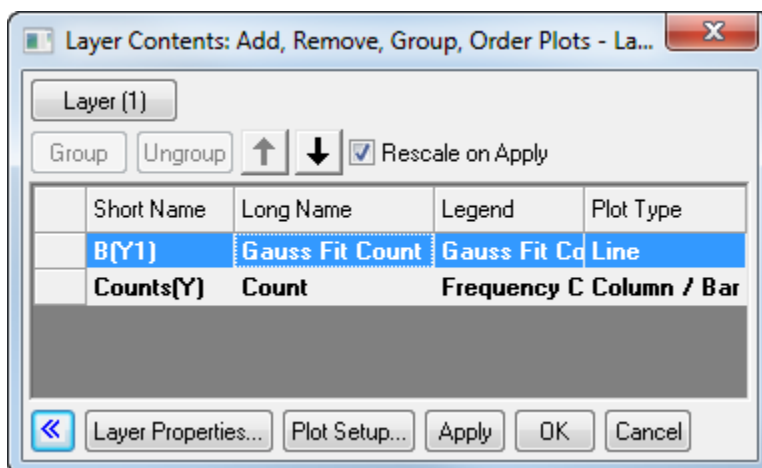 Layer Contents: Add, Remove, Group, Order Plots - La...
Layer (1)
Group Ungroup Rescale on Apply
Short Name Long Name Legend Plot Type
B(Y1) Gauss Fit Count Gauss Fit Co Line
Counts(Y) Count Frequency C Column / Bar
Layer Properties... Plot Setup... Apply OK Cancel